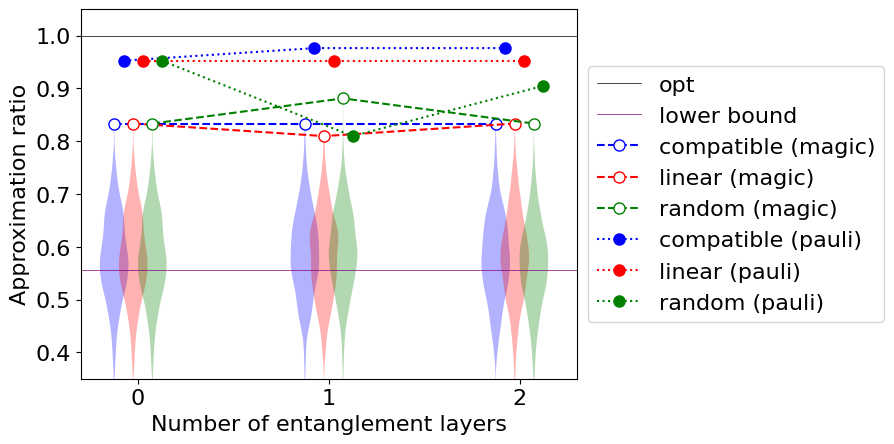 1.0
0.9
0.8
0.7
0.6
0.5
0.4
Approximation ratio
0 1 2
Number of entanglement layers
opt
lower bound
compatible (magic)
linear (magic)
random (magic)
compatible (pauli)
linear (pauli)
random (pauli)